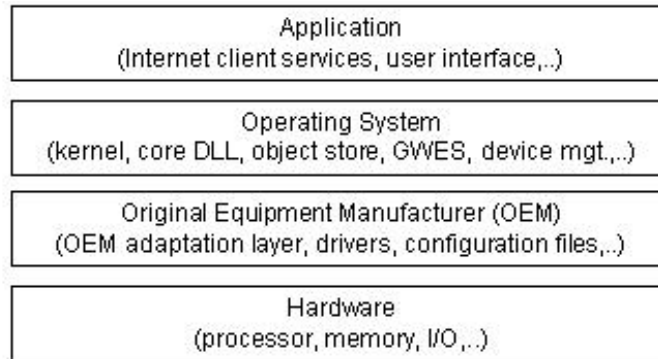 Application
(Internet client services, user interface,..)
Operating System
(kernel, core DLL, object store, GWES, device mgt.,..)
Original Equipment Manufacturer (OEM)
(OEM adaptation layer, drivers, configuration files,..)
Hardware
(processor, memory, I/O,..)